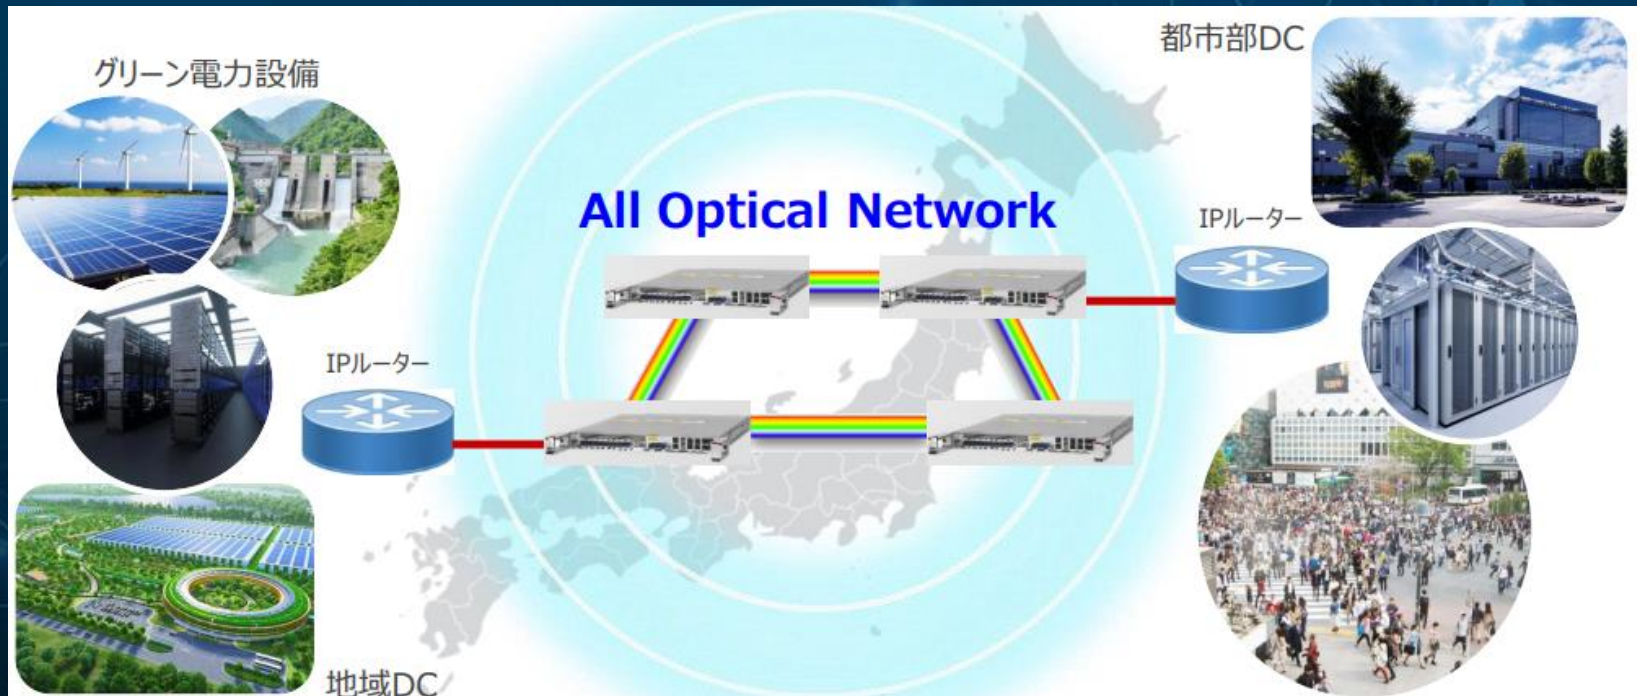 グリーン電力設備
都市部DC
All Optical Network
IPルーター
IPルーター
地域DC